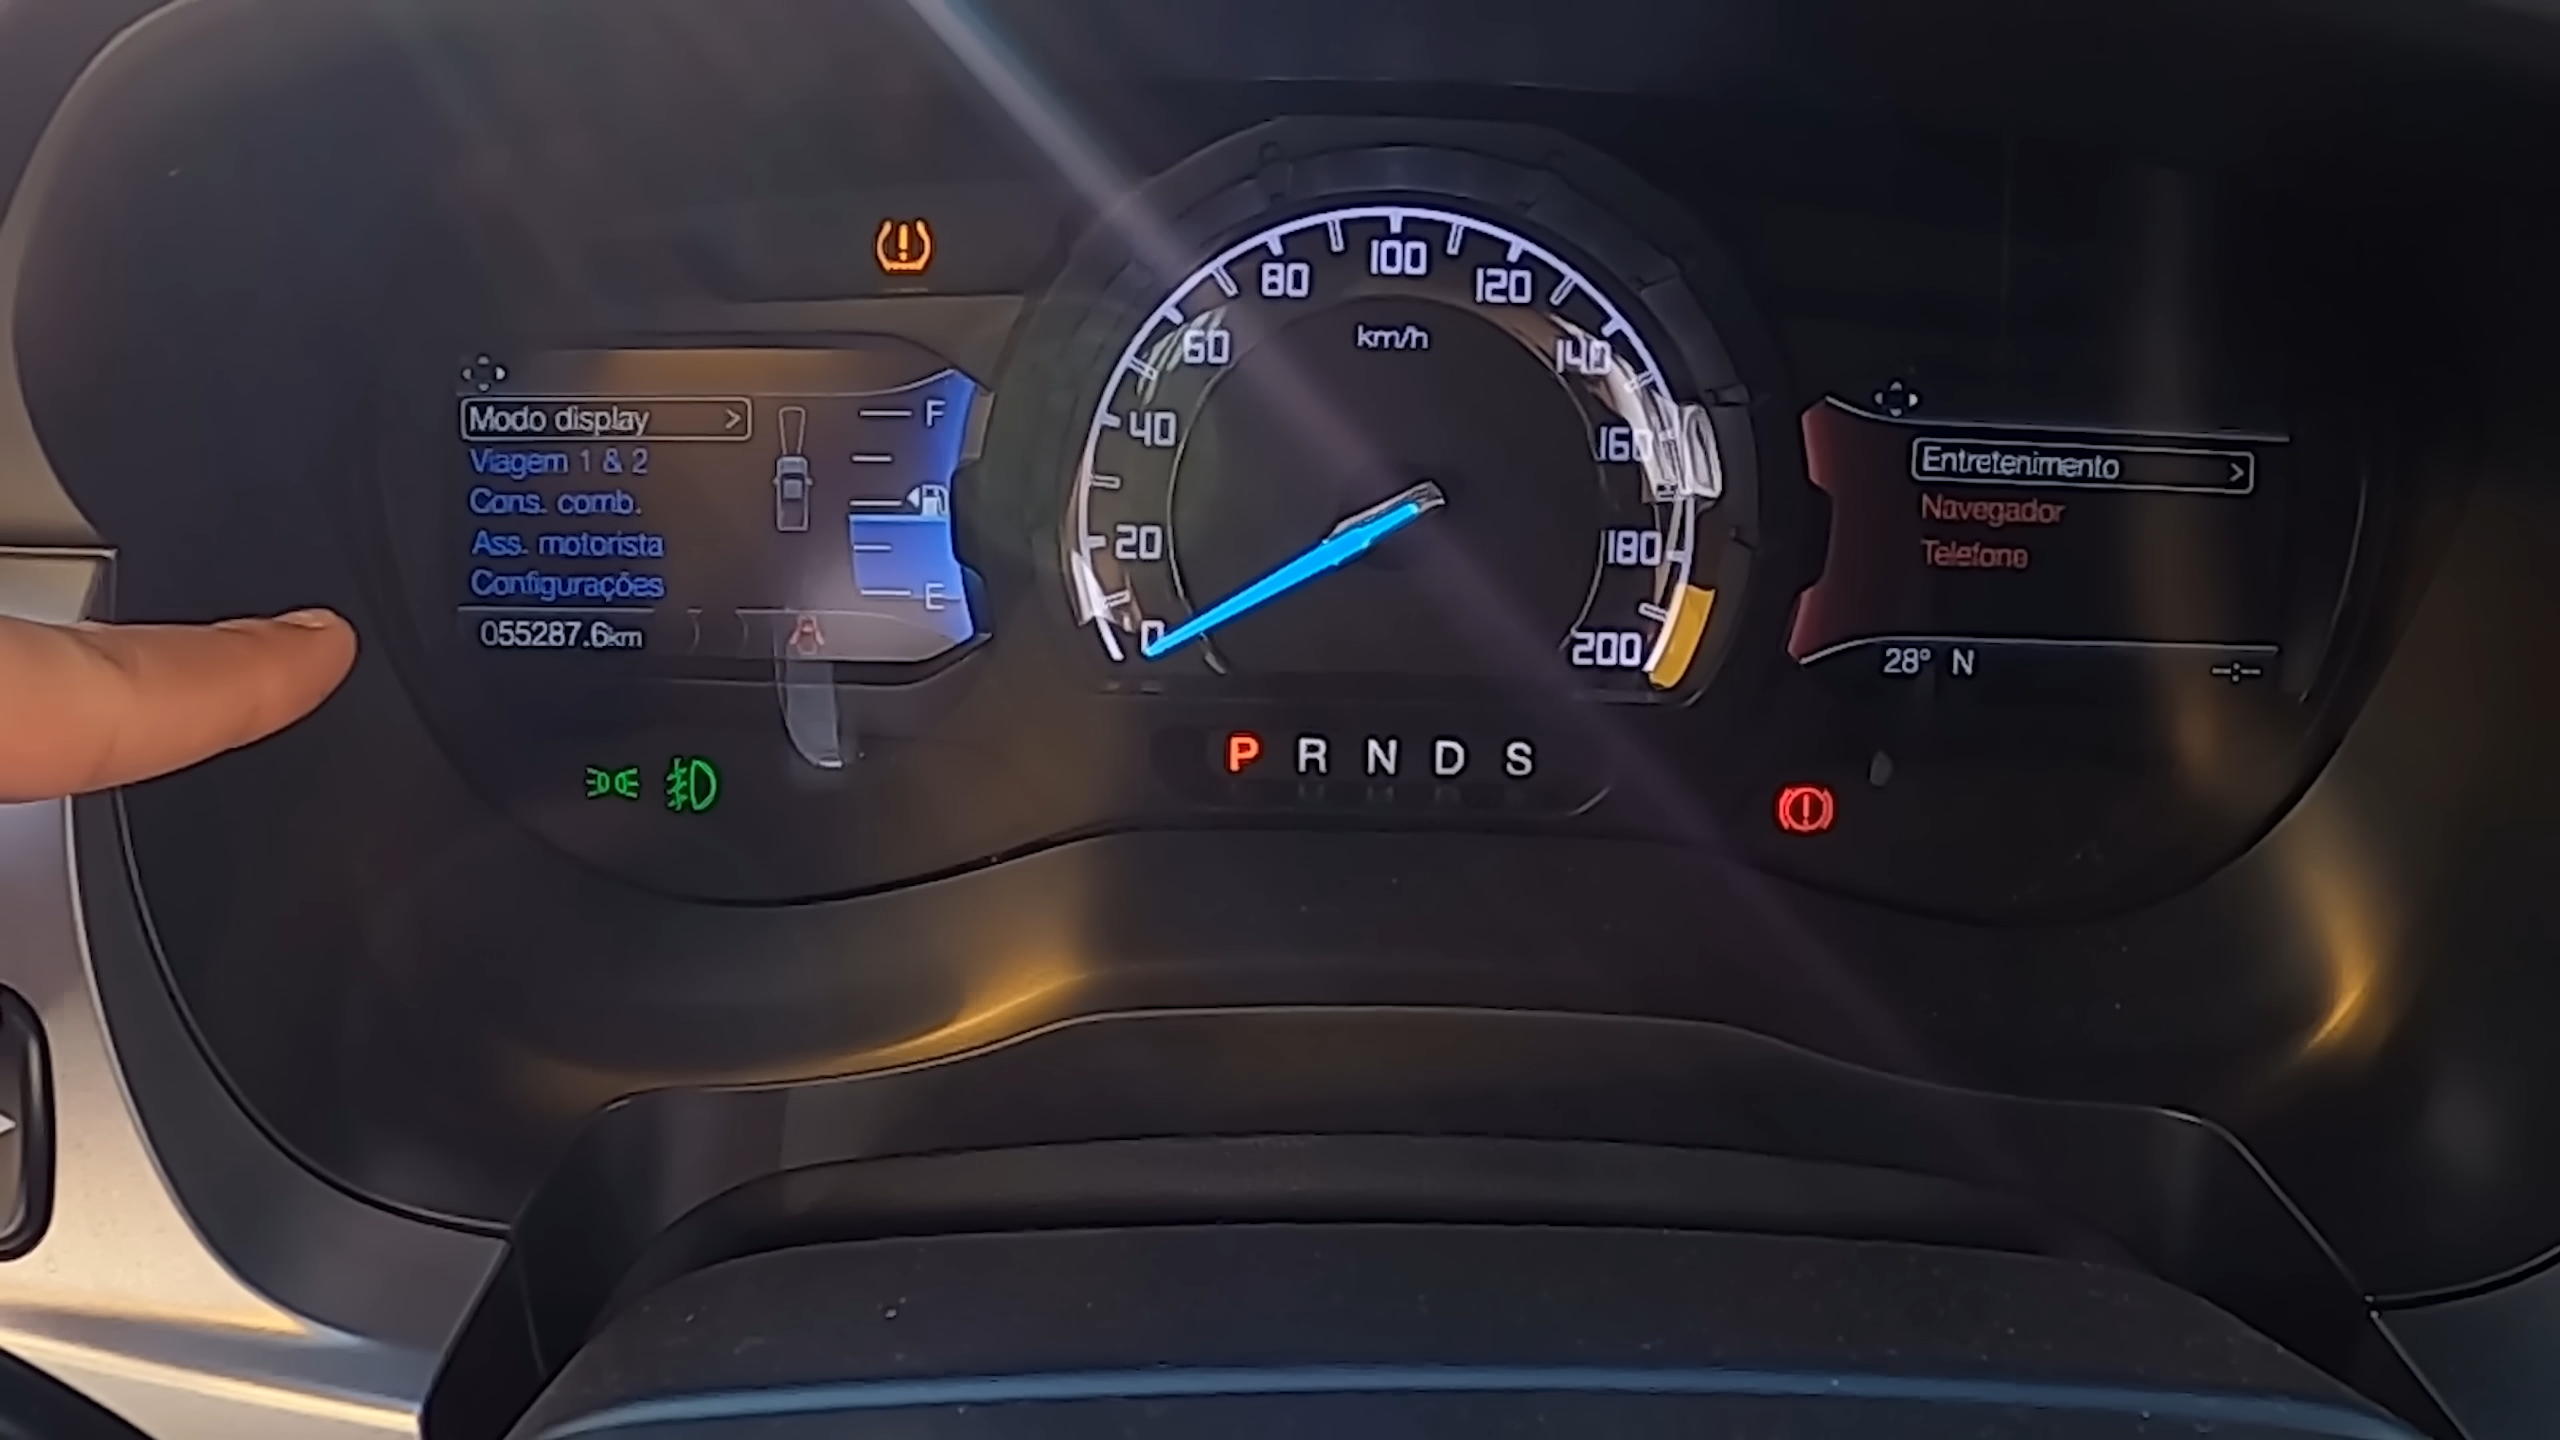 Modo display >
Viagem 1 & 2
Cons. comb.
Ass. motorista
Configurações
055287.6km
F
E
0
20
40
60
80
100
120
140
160
180
200
km/h
P R N D S
Entretenimento >
Navegador
Telefone
28° N
--:--